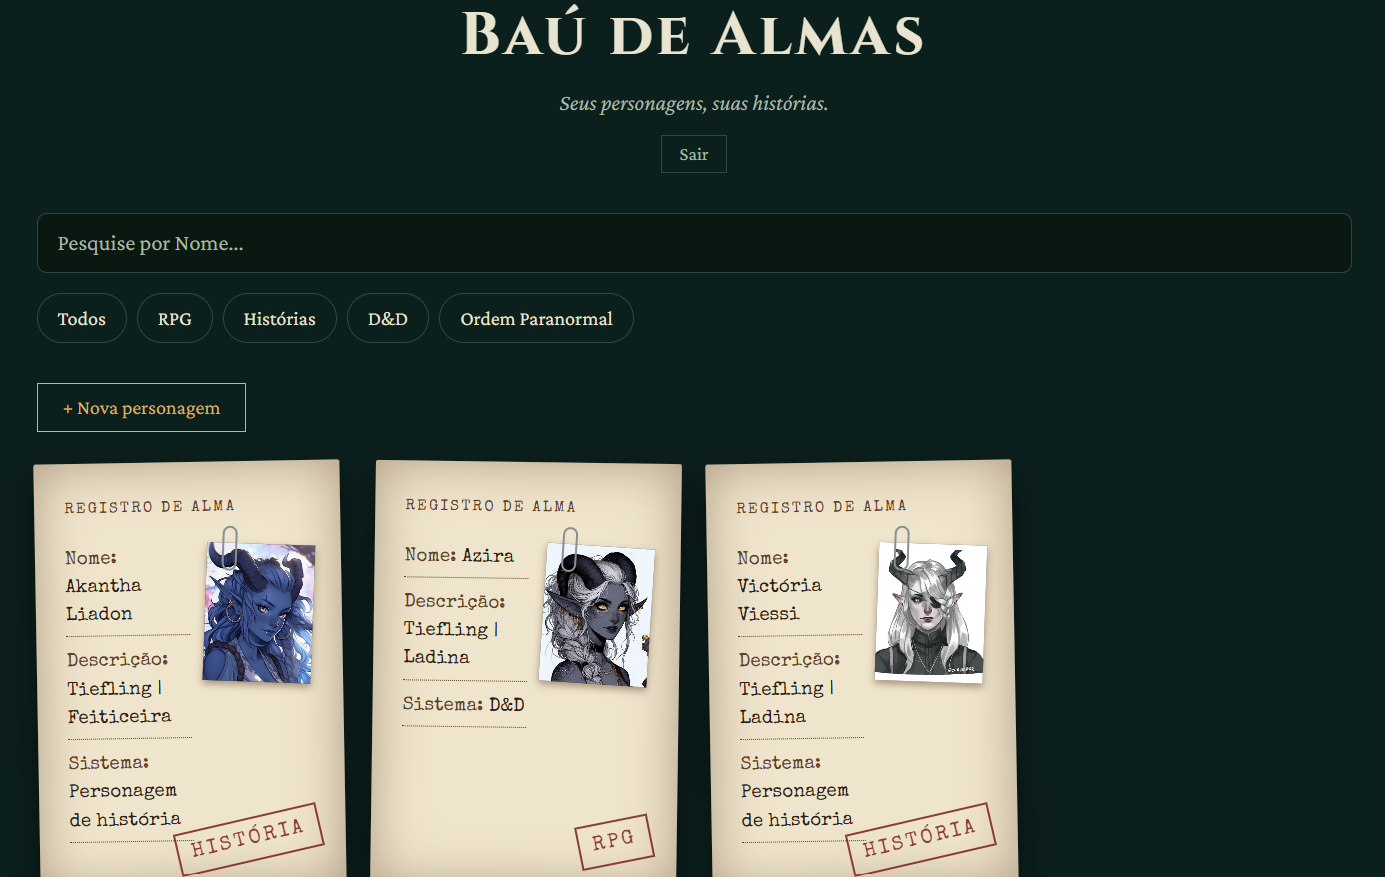 Baú de Almas
Seus personagens, suas histórias.
Sair
Pesquise por Nome...
Todos
RPG
Histórias
D&D
Ordem Paranormal
+ Nova personagem
REGISTRO DE ALMA
Nome:
Akantha
Liadon
Descrição:
Tiefling |
Feiticeira
Sistema:
Personagem
de história
HISTÓRIA
REGISTRO DE ALMA
Nome: Azira
Descrição:
Tiefling |
Ladina
Sistema: D&D
RPG
REGISTRO DE ALMA
Nome:
Victória
Viessi
Descrição:
Tiefling |
Ladina
Sistema:
Personagem
de história
HISTÓRIA